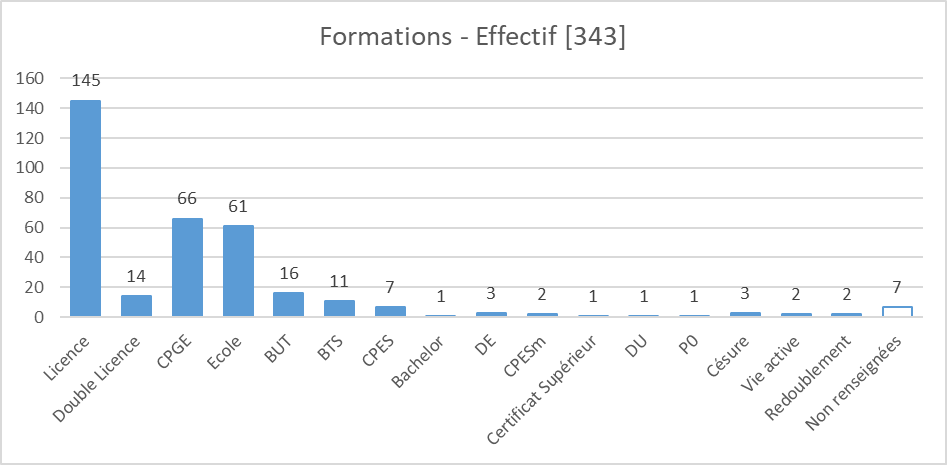 Formations - Effectif [343]
160
140
120
100
80
60
40
20
0
145
14
66
61
16
11
7
1
3
2
1
1
1
3
2
2
7
Licence
Double Licence
CPGE
Ecole
BUT
BTS
CPES
Bachelor
DE
CPESm
Certificat Supérieur
DU
P0
Césure
Vie active
Redoublement
Non renseignées